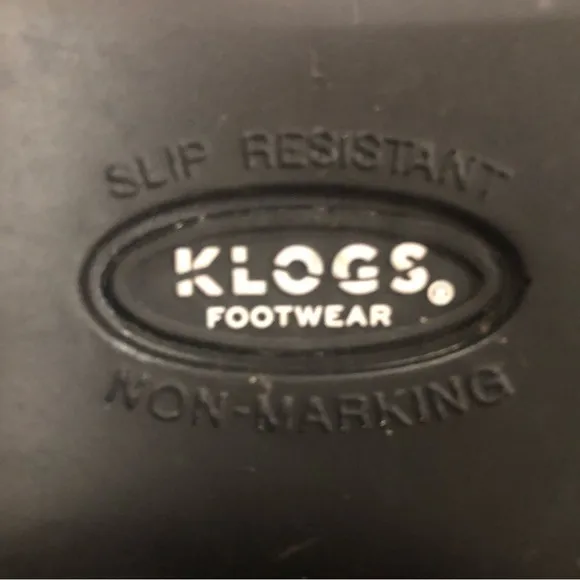 SLIP RESISTANT
KLOGS®
FOOTWEAR
NON-MARKING